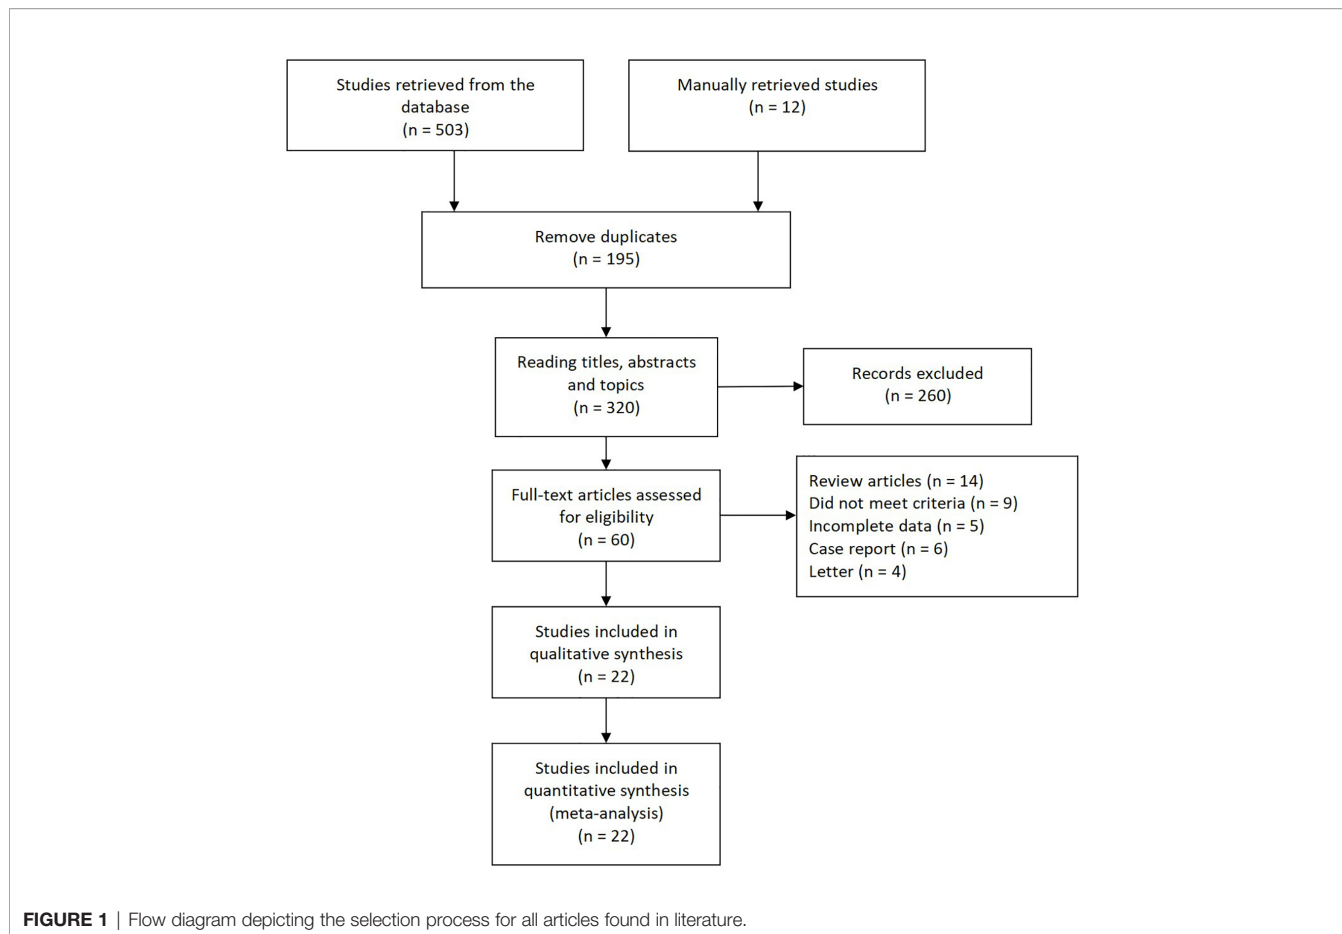 Studies retrieved from the
database
(n = 503)
Manually retrieved studies
(n = 12)
Remove duplicates
(n = 195)
Reading titles, abstracts
and topics
(n = 320)
Records excluded
(n = 260)
Full-text articles assessed
for eligibility
(n = 60)
Review articles (n = 14)
Did not meet criteria (n = 9)
Incomplete data (n = 5)
Case report (n = 6)
Letter (n = 4)
Studies included in
qualitative synthesis
(n = 22)
Studies included in
quantitative synthesis
(meta-analysis)
(n = 22)
FIGURE 1 | Flow diagram depicting the selection process for all articles found in literature.